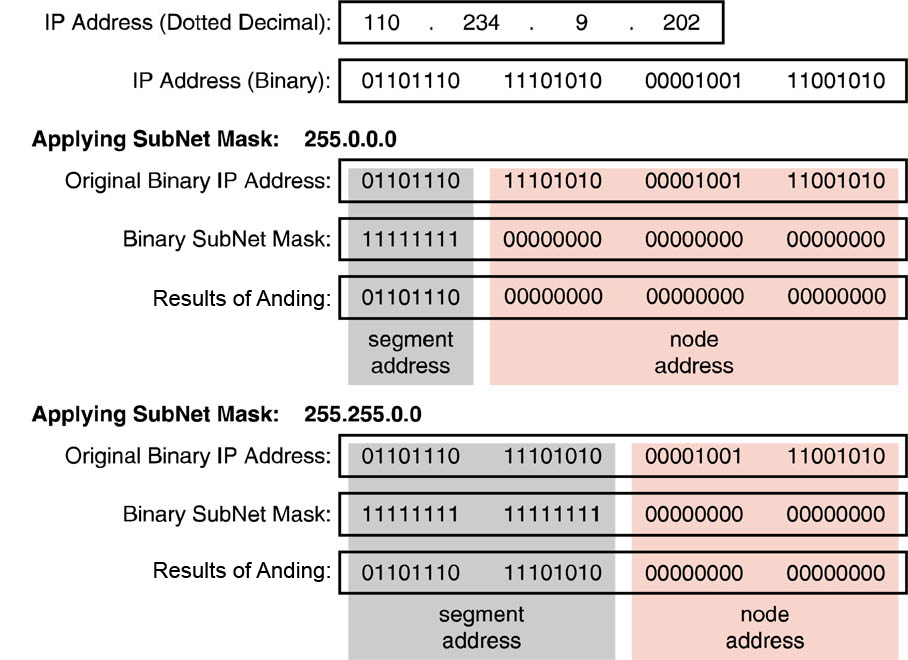 IP Address (Dotted Decimal): 110 . 234 . 9 . 202
IP Address (Binary): 01101110 11101010 00001001 11001010
Applying SubNet Mask: 255.0.0.0
Original Binary IP Address: 01101110 11101010 00001001 11001010
Binary SubNet Mask: 11111111 00000000 00000000 00000000
Results of Anding: 01101110 00000000 00000000 00000000
segment node
address address
Applying SubNet Mask: 255.255.0.0
Original Binary IP Address: 01101110 11101010 00001001 11001010
Binary SubNet Mask: 11111111 11111111 00000000 00000000
Results of Anding: 01101110 11101010 00000000 00000000
segment node
address address